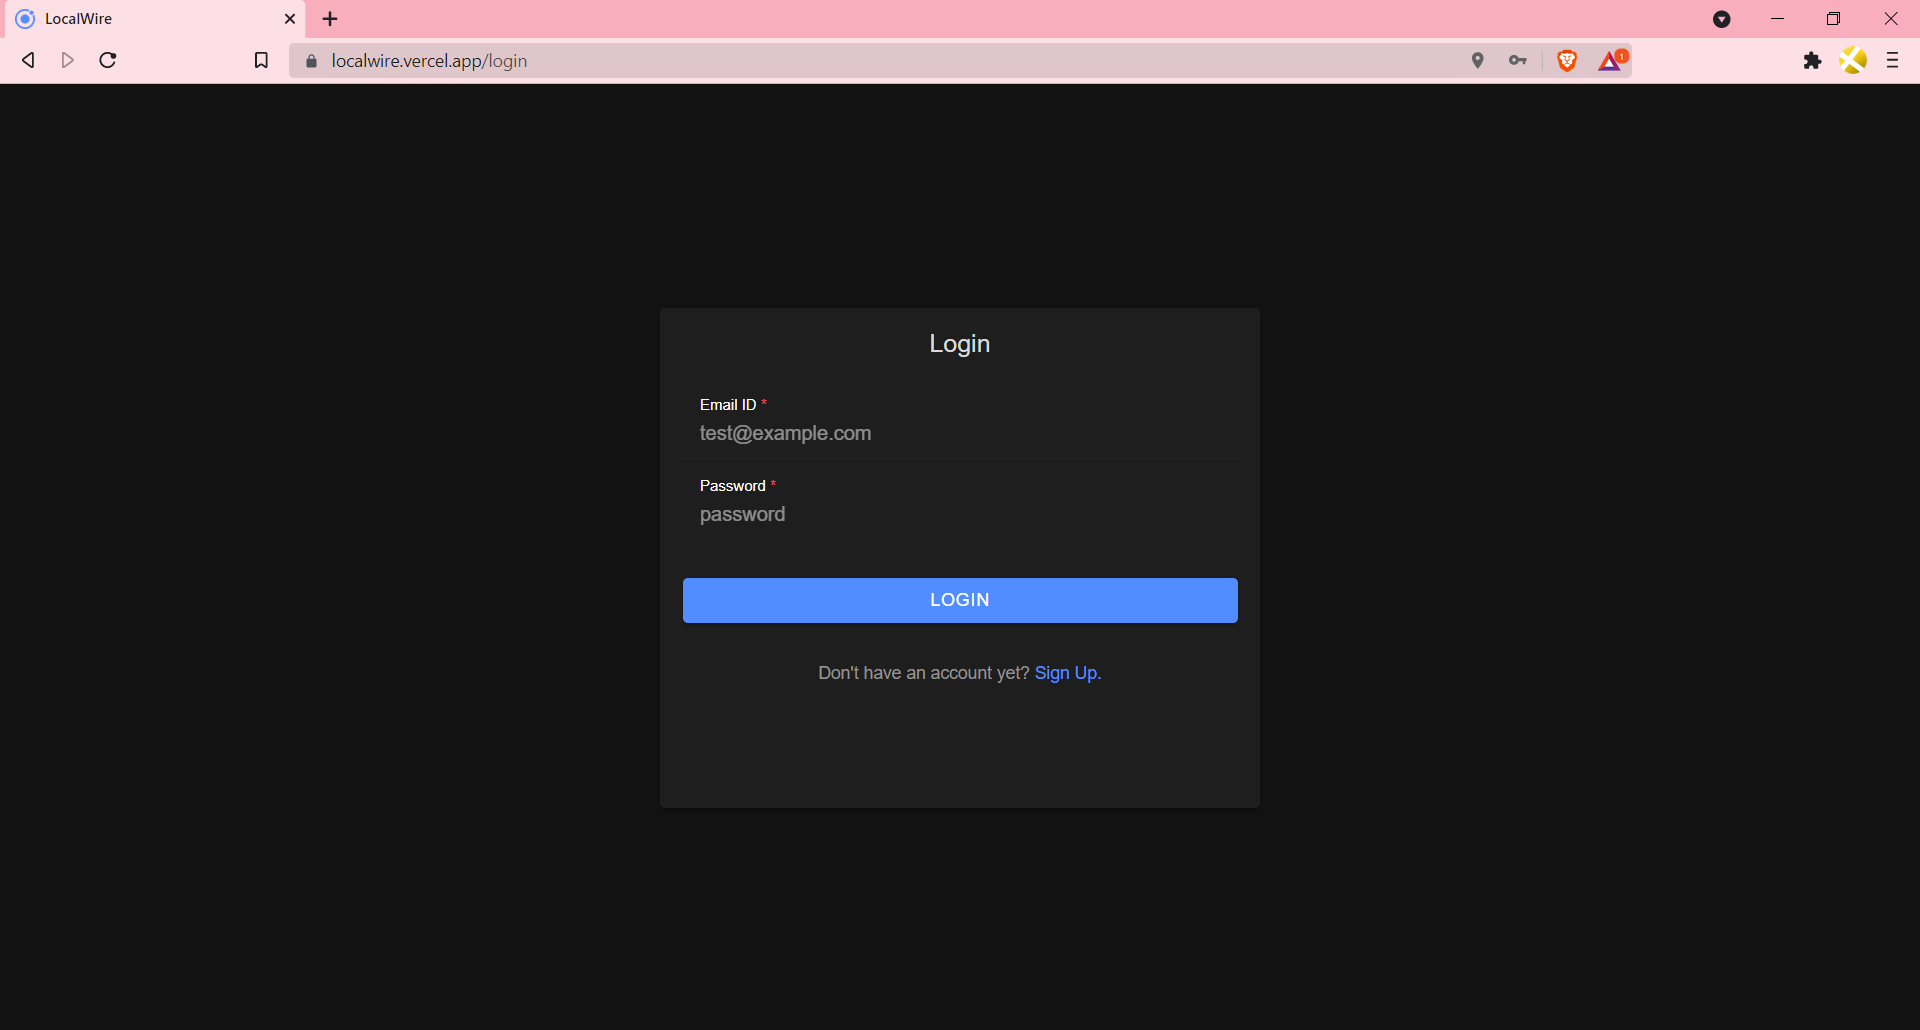 LocalWire
localwire.vercel.app/login
1
Login
Email ID *
test@example.com
Password *
password
LOGIN
Don't have an account yet? Sign Up.